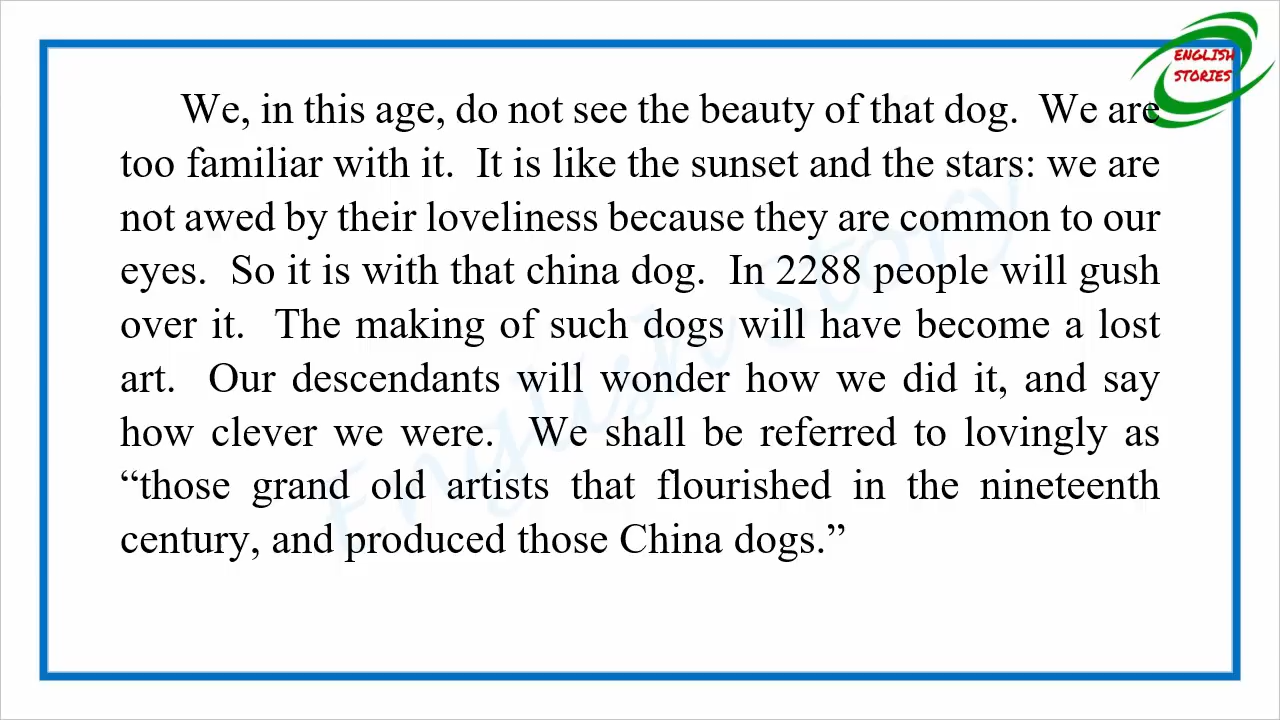 ENGLISH
STORIES
We, in this age, do not see the beauty of that dog. We are
too familiar with it. It is like the sunset and the stars: we are
not awed by their loveliness because they are common to our
eyes. So it is with that china dog. In 2288 people will gush
over it. The making of such dogs will have become a lost
art. Our descendants will wonder how we did it, and say
how clever we were. We shall be referred to lovingly as
“those grand old artists that flourished in the nineteenth
century, and produced those China dogs.”
English Story